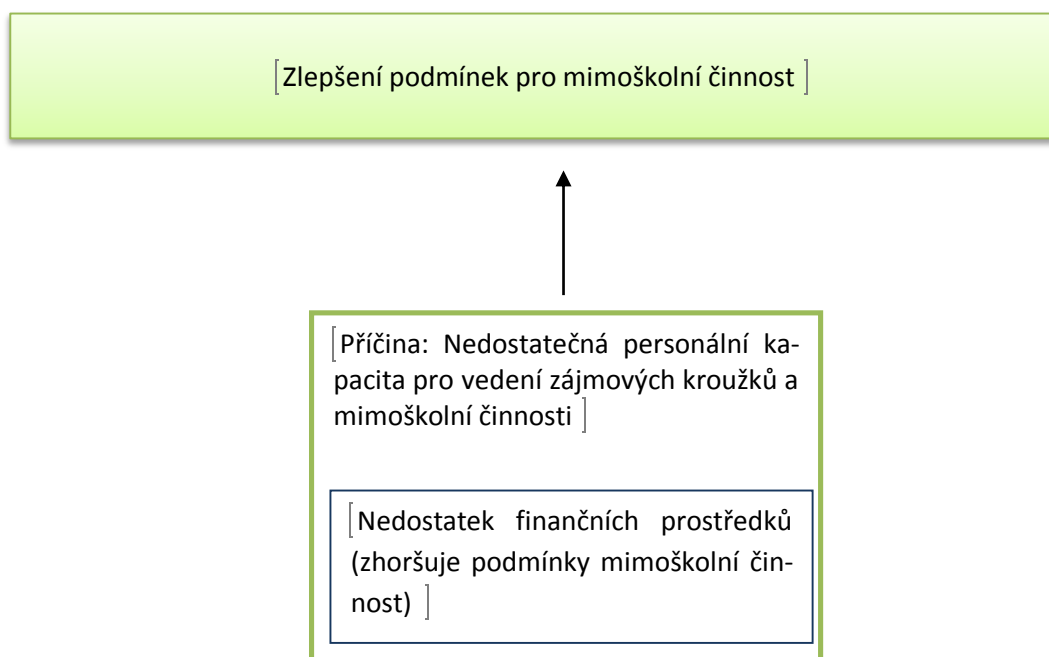 [Zlepšení podmínek pro mimoškolní činnost ]
[Příčina: Nedostatečná personální ka-
pacita pro vedení zájmových kroužků a
mimoškolní činnosti ]
[Nedostatek finančních prostředků
(zhoršuje podmínky mimoškolní čin-
nost) ]